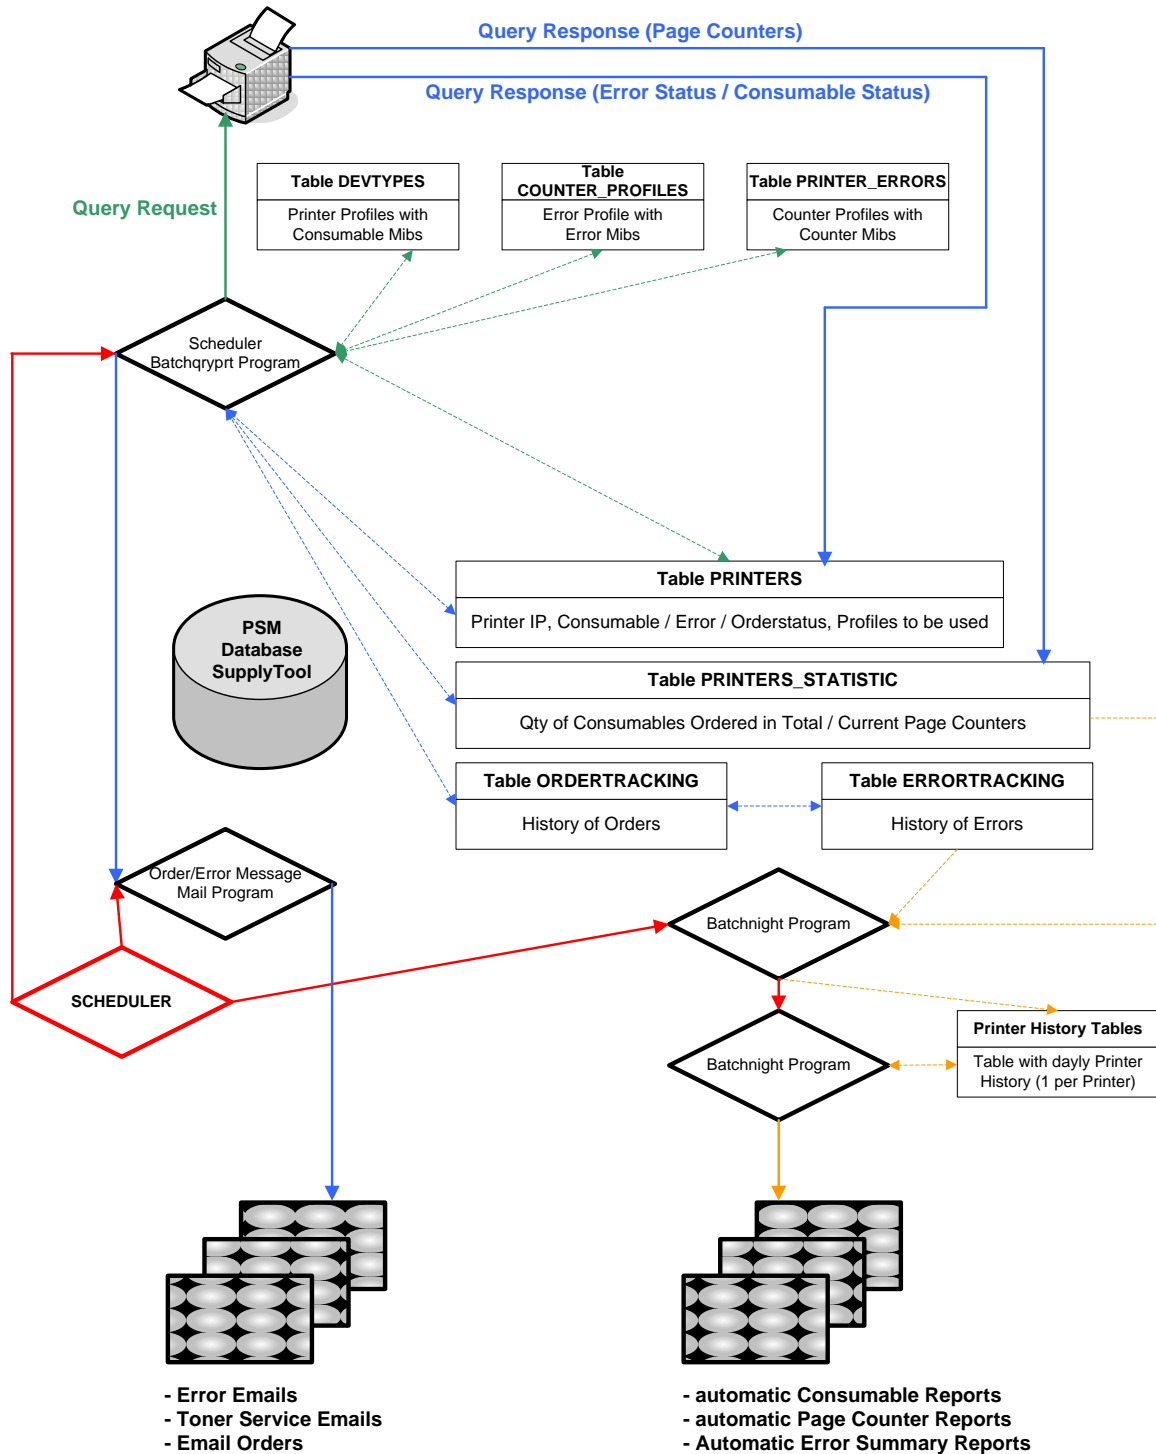 Query Response (Page Counters)
Query Response (Error Status / Consumable Status)
Query Request
Table DEVTYPES
Printer Profiles with
Consumable Mibs
Table
COUNTER_PROFILES
Error Profile with
Error Mibs
Table PRINTER_ERRORS
Counter Profiles with
Counter Mibs
Scheduler
Batchqryprt Program
Table PRINTERS
Printer IP, Consumable / Error / Orderstatus, Profiles to be used
PSM
Database
SupplyTool
Table PRINTERS_STATISTIC
Qty of Consumables Ordered in Total / Current Page Counters
Table ORDERTRACKING
History of Orders
Table ERRORTRACKING
History of Errors
Order/Error Message
Mail Program
Batchnight Program
SCHEDULER
Batchnight Program
Printer History Tables
Table with dayly Printer
History (1 per Printer)
- Error Emails
- Toner Service Emails
- Email Orders
- automatic Consumable Reports
- automatic Page Counter Reports
- Automatic Error Summary Reports